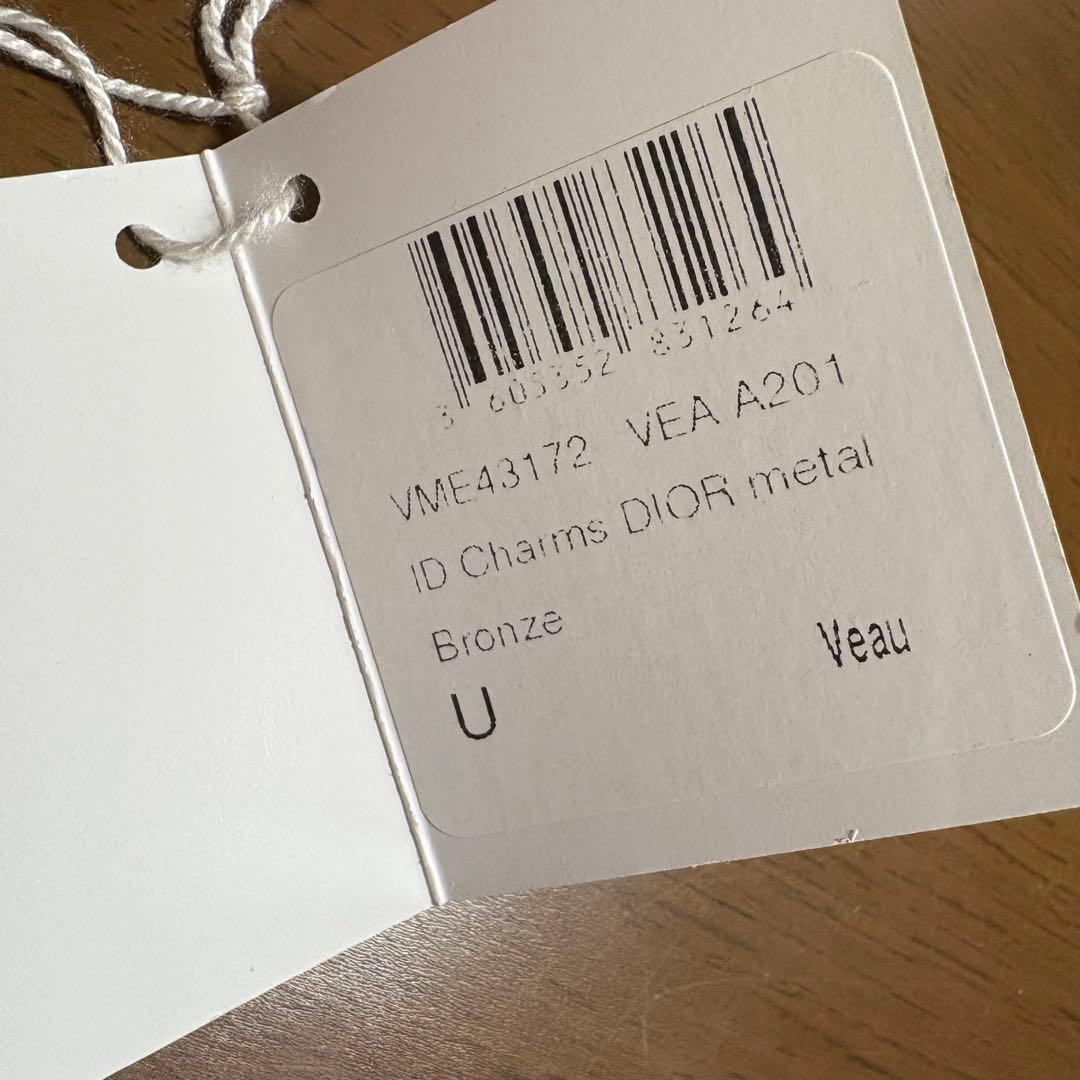 3 605352 831264
VME43172 VEA A201
ID Charms DIOR metal
Bronze
Veau
U